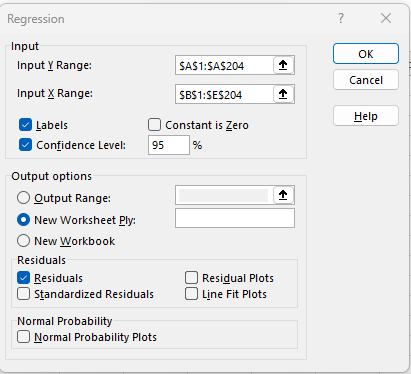 Regression
?
Input
Input Y Range:
$A$1:$A$204
OK
Input X Range:
$B$1:$E$204
Cancel
Labels
Constant is Zero
Help
Confidence Level:
95
%
Output options
Output Range:
New Worksheet Ply:
New Workbook
Residuals
Residuals
Residual Plots
Standardized Residuals
Line Fit Plots
Normal Probability
Normal Probability Plots